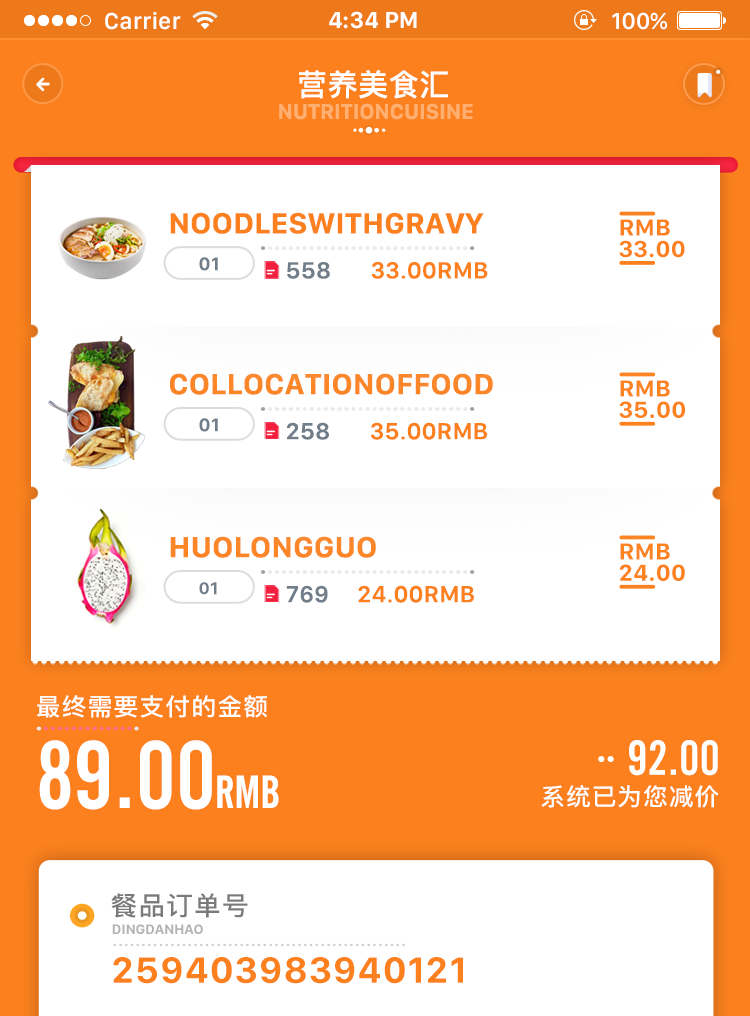 Carrier 4:34 PM 100%
营养美食汇
NUTRITIONCUISINE
NOODLESWITHGRAVY
RMB
33.00
01 558 33.00RMB
COLLOCATIONOFFOOD
RMB
35.00
01 258 35.00RMB
HUOLONGGUO
RMB
24.00
01 769 24.00RMB
最终需要支付的金额
89.00RMB
92.00
系统已为您减价
餐品订单号
DINGDANHAO
259403983940121